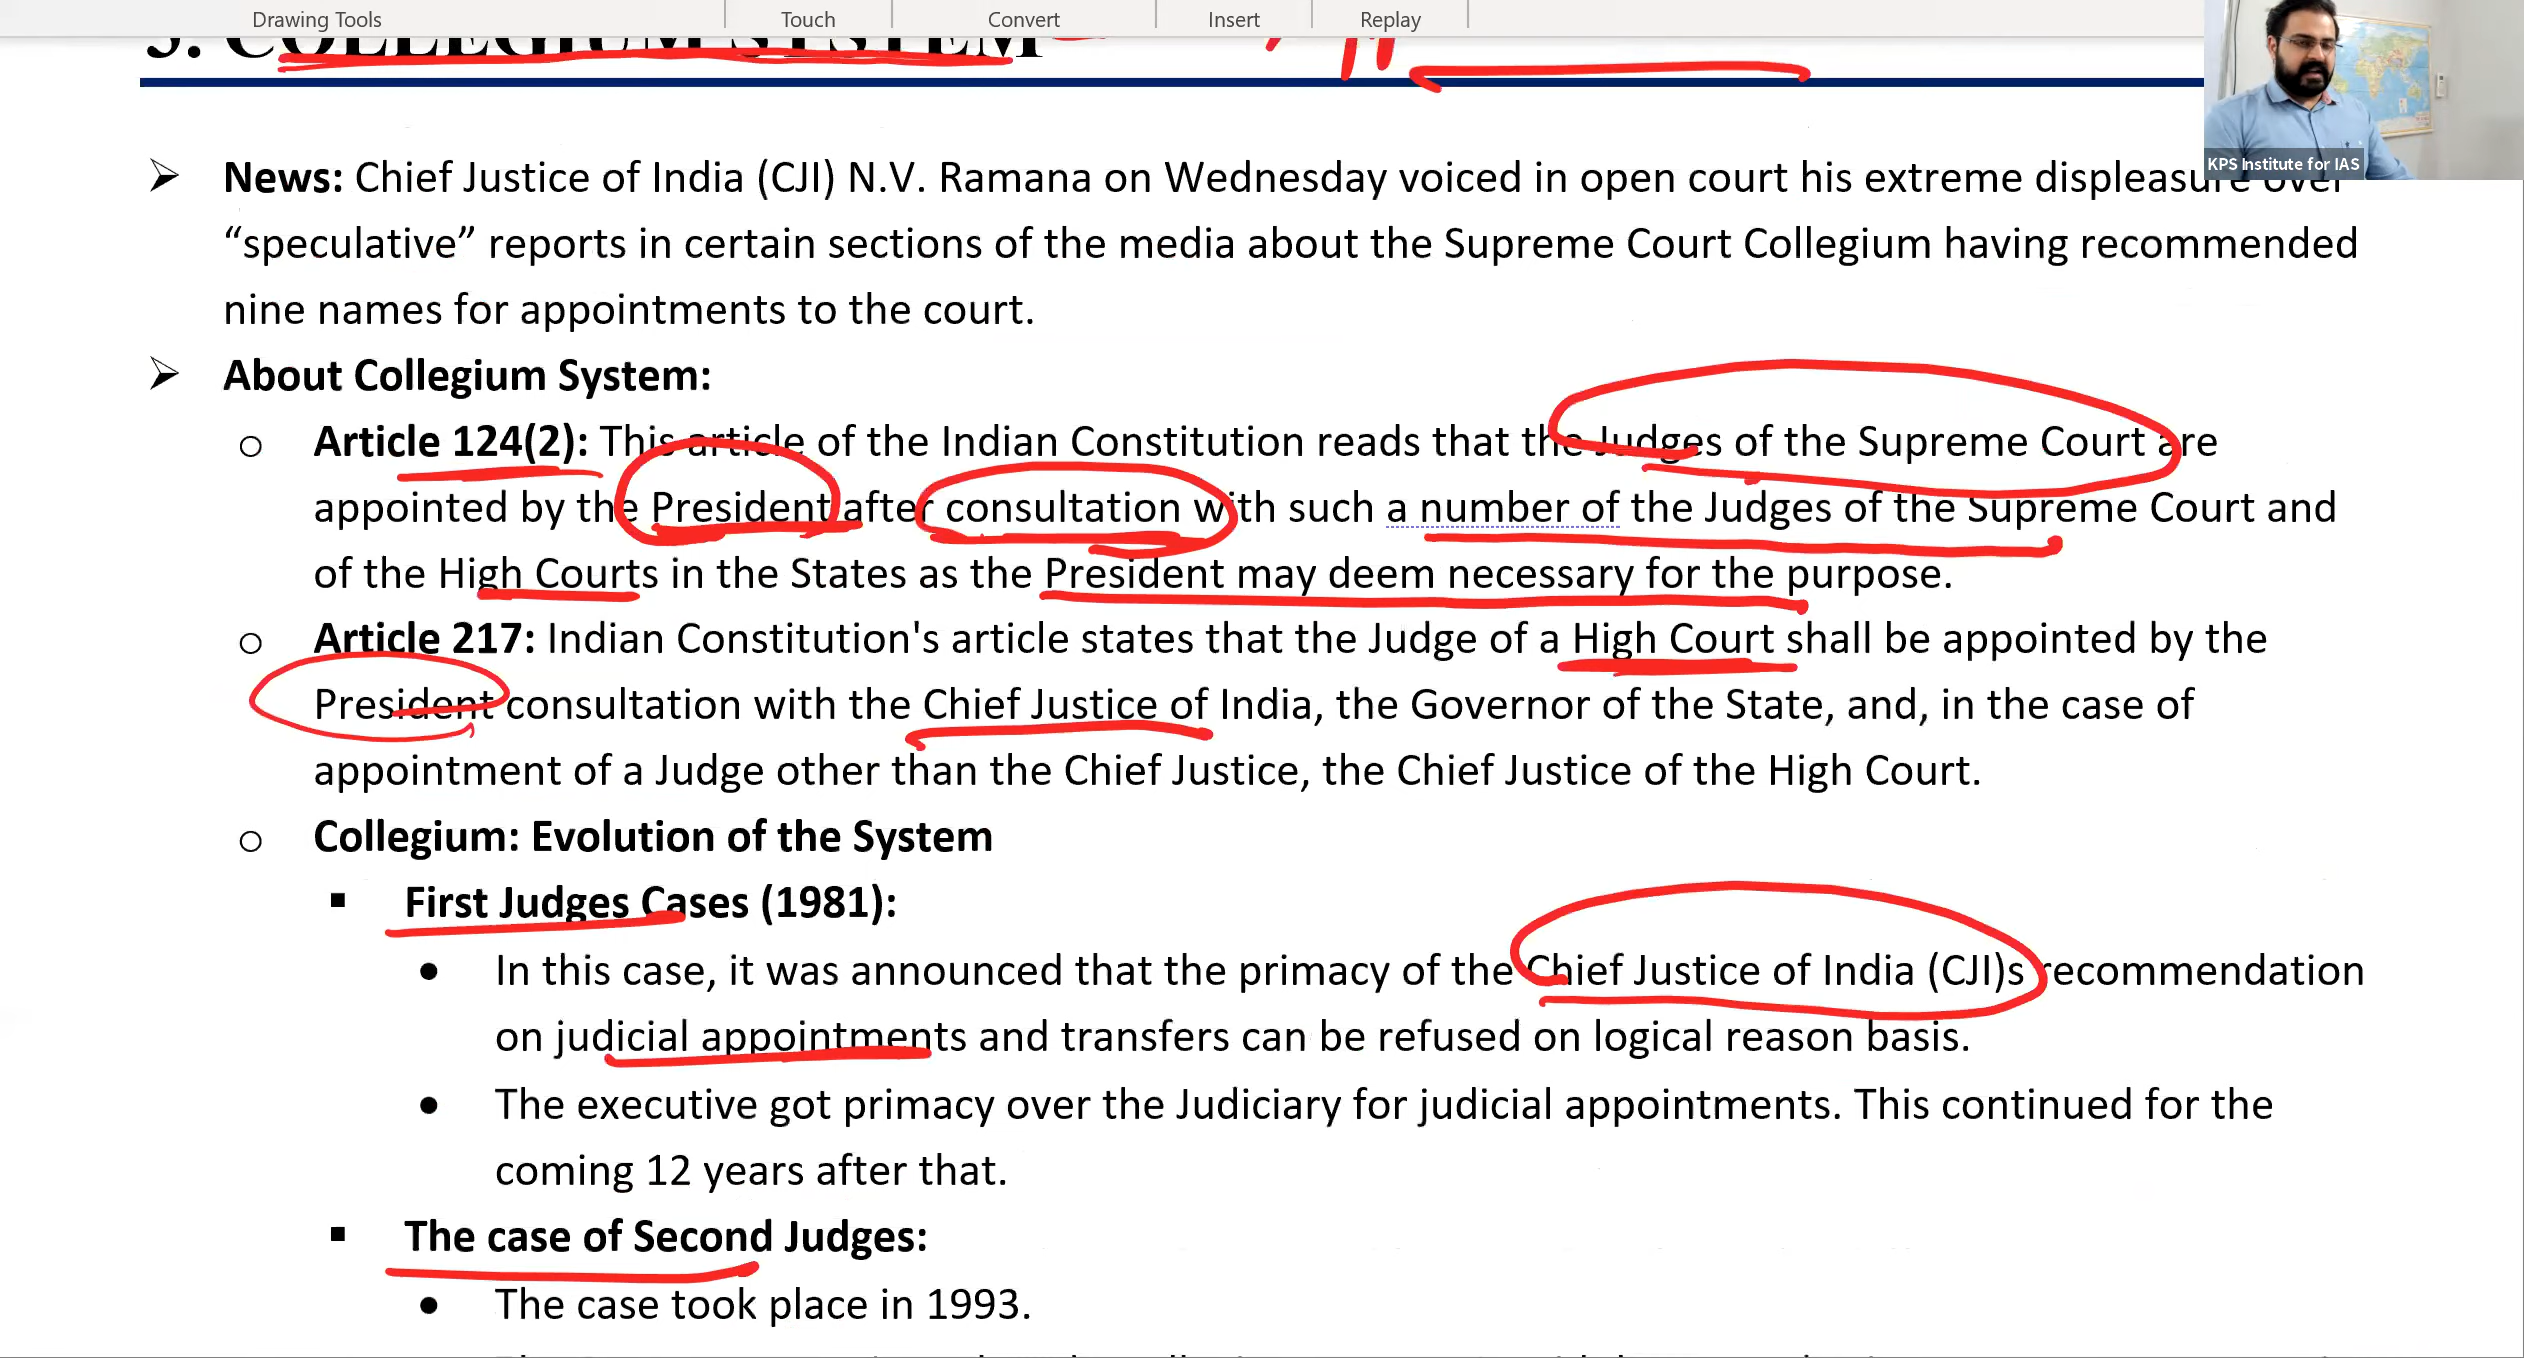 Drawing Tools Touch Convert Insert Replay
3. COLLEGIUM SYSTEM
KPS Institute for IAS
➢ News: Chief Justice of India (CJI) N.V. Ramana on Wednesday voiced in open court his extreme displeasure over
“speculative” reports in certain sections of the media about the Supreme Court Collegium having recommended
nine names for appointments to the court.
➢ About Collegium System:
o Article 124(2): This article of the Indian Constitution reads that the Judges of the Supreme Court are
appointed by the President after consultation with such a number of the Judges of the Supreme Court and
of the High Courts in the States as the President may deem necessary for the purpose.
o Article 217: Indian Constitution's article states that the Judge of a High Court shall be appointed by the
President consultation with the Chief Justice of India, the Governor of the State, and, in the case of
appointment of a Judge other than the Chief Justice, the Chief Justice of the High Court.
o Collegium: Evolution of the System
▪ First Judges Cases (1981):
• In this case, it was announced that the primacy of the Chief Justice of India (CJI)s recommendation
on judicial appointments and transfers can be refused on logical reason basis.
• The executive got primacy over the Judiciary for judicial appointments. This continued for the
coming 12 years after that.
▪ The case of Second Judges:
• The case took place in 1993.